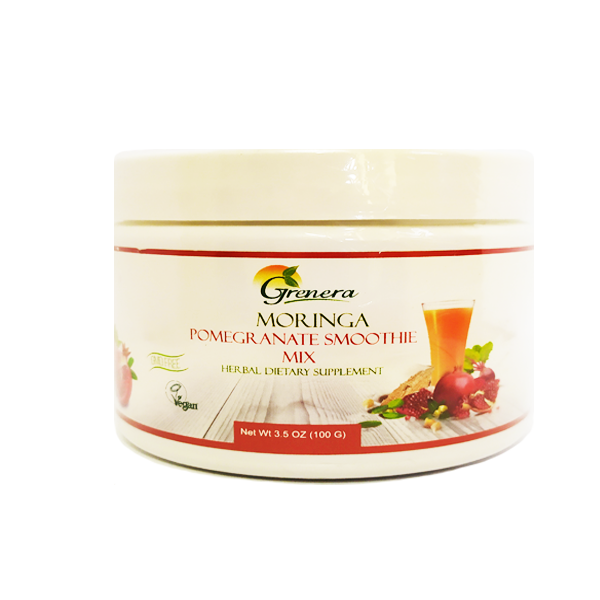 Grenera
MORINGA
POMEGRANATE SMOOTHIE
MIX
HERBAL DIETARY SUPPLEMENT
Vegan
Net Wt 3.5 OZ (100 G)